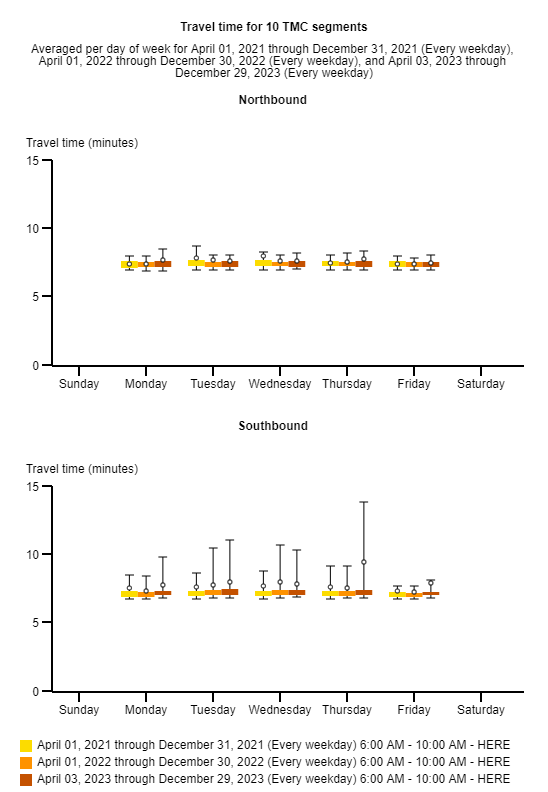 Travel time for 10 TMC segments
Averaged per day of week for April 01, 2021 through December 31, 2021 (Every weekday),
April 01, 2022 through December 30, 2022 (Every weekday), and April 03, 2023 through
December 29, 2023 (Every weekday)
Northbound
Travel time (minutes)
15
10
5
0
Sunday Monday Tuesday Wednesday Thursday Friday Saturday
Southbound
Travel time (minutes)
15
10
5
0
Sunday Monday Tuesday Wednesday Thursday Friday Saturday
April 01, 2021 through December 31, 2021 (Every weekday) 6:00 AM - 10:00 AM - HERE
April 01, 2022 through December 30, 2022 (Every weekday) 6:00 AM - 10:00 AM - HERE
April 03, 2023 through December 29, 2023 (Every weekday) 6:00 AM - 10:00 AM - HERE